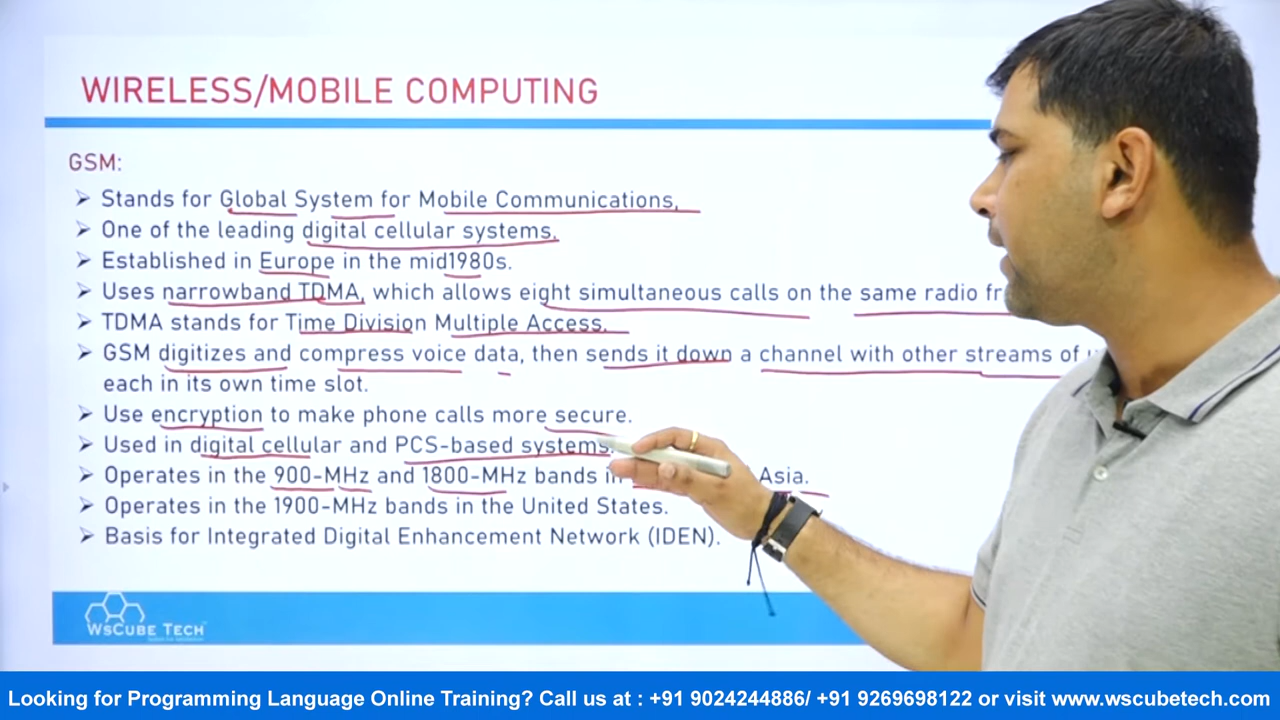 WIRELESS/MOBILE COMPUTING
GSM:
➢ Stands for Global System for Mobile Communications,
➢ One of the leading digital cellular systems.
➢ Established in Europe in the mid1980s.
➢ Uses narrowband TDMA, which allows eight simultaneous calls on the same radio
➢ TDMA stands for Time Division Multiple Access.
➢ GSM digitizes and compress voice data, then sends it down a channel with other streams of
each in its own time slot.
➢ Use encryption to make phone calls more secure.
➢ Used in digital cellular and PCS-based systems.
➢ Operates in the 900-MHz and 1800-MHz bands in Asia.
➢ Operates in the 1900-MHz bands in the United States.
➢ Basis for Integrated Digital Enhancement Network (IDEN).
WsCube Tech
Looking for Programming Language Online Training? Call us at : +91 9024244886/ +91 9269698122 or visit www.wscubetech.com